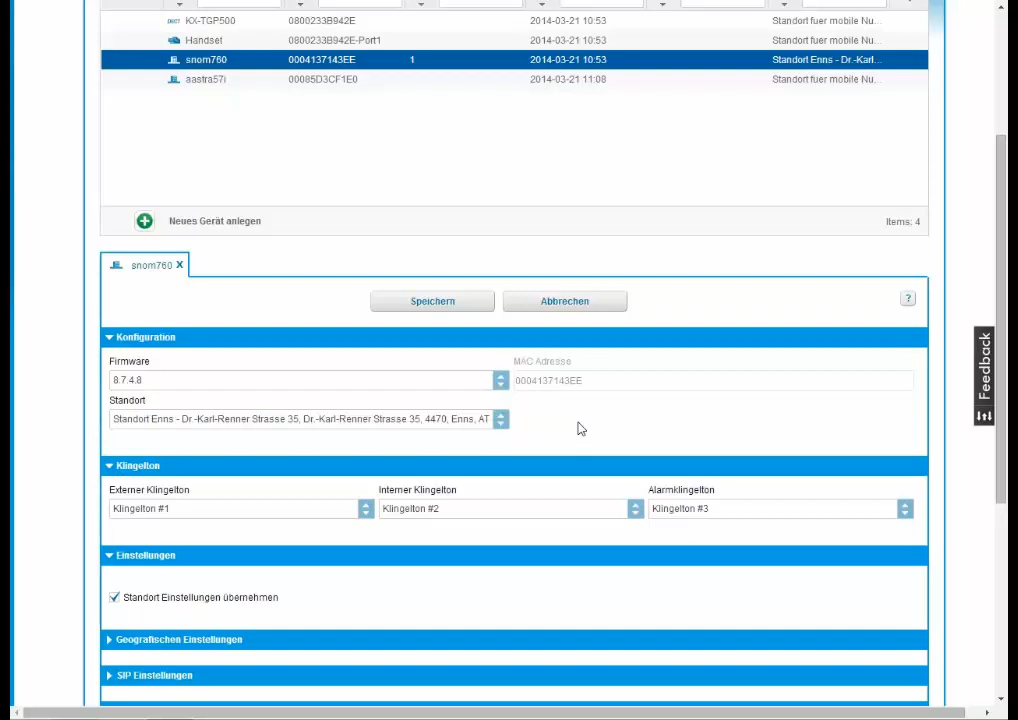 DECT KX-TGP500 0800233B942E 2014-03-21 10:53 Standort fuer mobile Nu...
Handset 0800233B942E-Port1 2014-03-21 10:53 Standort fuer mobile Nu...
snom760 0004137143EE 1 2014-03-21 10:53 Standort Enns - Dr.-Karl...
aastra57i 00085D3CF1E0 2014-03-21 11:08 Standort fuer mobile Nu...
Neues Gerät anlegen Items: 4
snom760 X
Speichern Abbrechen ?
Konfiguration
Firmware MAC Adresse
8.7.4.8 0004137143EE
Standort
Standort Enns - Dr.-Karl-Renner Strasse 35, Dr.-Karl-Renner Strasse 35, 4470, Enns, AT
Klingelton
Externer Klingelton Interner Klingelton Alarmklingelton
Klingelton #1 Klingelton #2 Klingelton #3
Einstellungen
Standort Einstellungen übernehmen
Geografischen Einstellungen
SIP Einstellungen
Feedback